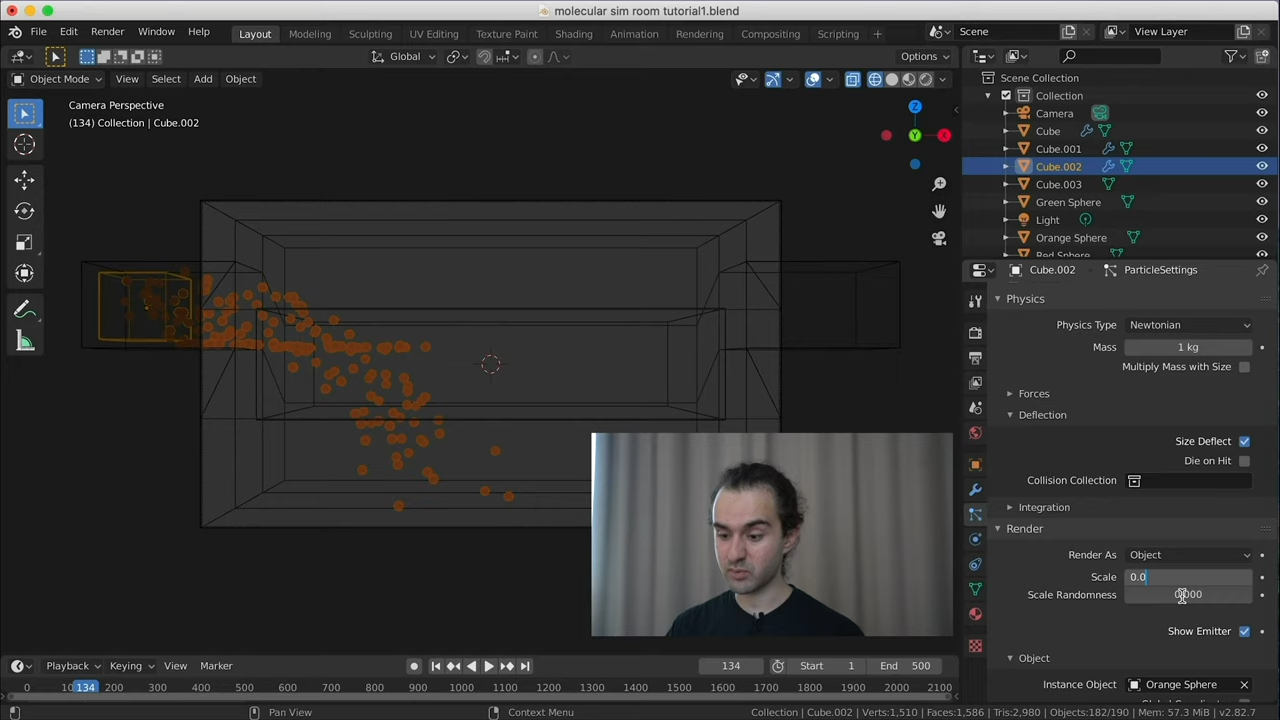 molecular sim room tutorial1.blend
File Edit Render Window Help Layout Modeling Sculpting UV Editing Texture Paint Shading Animation Rendering Compositing Scripting + Scene View Layer
Global Options
Object Mode View Select Add Object
Camera Perspective
(134) Collection | Cube.002
Z
Y
X
Scene Collection
Collection
Camera
Cube
Cube.001
Cube.002
Cube.003
Green Sphere
Light
Orange Sphere
Red Sphere
Cube.002 ParticleSettings
Physics
Physics Type Newtonian
Mass 1 kg
Multiply Mass with Size
Forces
Deflection
Size Deflect
Die on Hit
Collision Collection
Integration
Render
Render As Object
Scale 0.0
Scale Randomness 0.000
Show Emitter
Object
Instance Object Orange Sphere
Playback Keying View Marker 134 Start 1 End 500
0 100 134 200 300 400 500 600 700 800 900 1000 1100 1200 1300 1400 1500 1600 1700 1800 1900 2000 2100
Pan View Context Menu Collection | Cube.002 | Verts:1,510 | Faces:1,586 | Tris:2,980 | Objects:182/190 | Mem: 57.3 MiB | v2.82.7